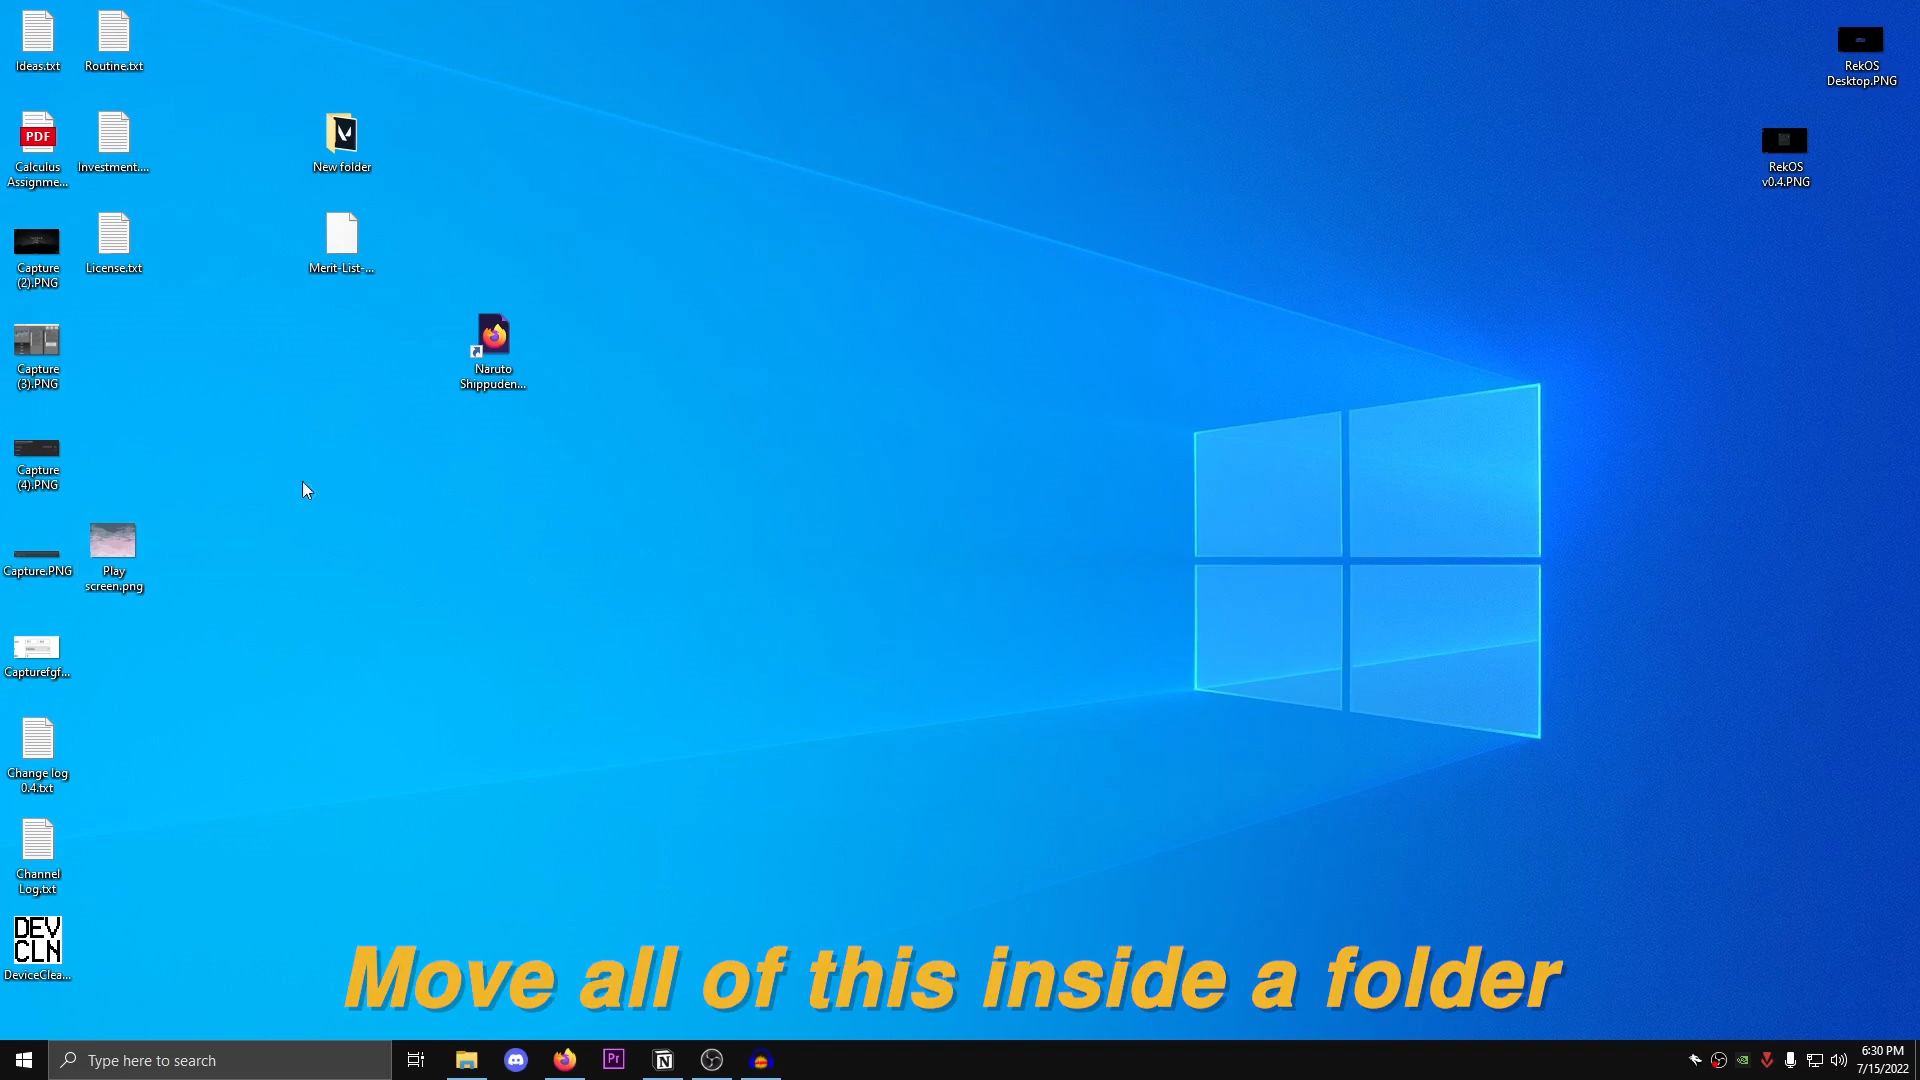 Ideas.txt
Routine.txt
RekOS
Desktop.PNG
PDF
Calculus
Assignme...
Investment....
New folder
RekOS
v0.4.PNG
Capture
(2).PNG
License.txt
Merit-List-...
Capture
(3).PNG
Naruto
Shippuden...
Capture
(4).PNG
Capture.PNG
Play
screen.png
Capturefgf...
Change log
0.4.txt
Channel
Log.txt
DEV
CLN
DeviceClea...
Move all of this inside a folder
Type here to search
Pr
N
6:30 PM
7/15/2022